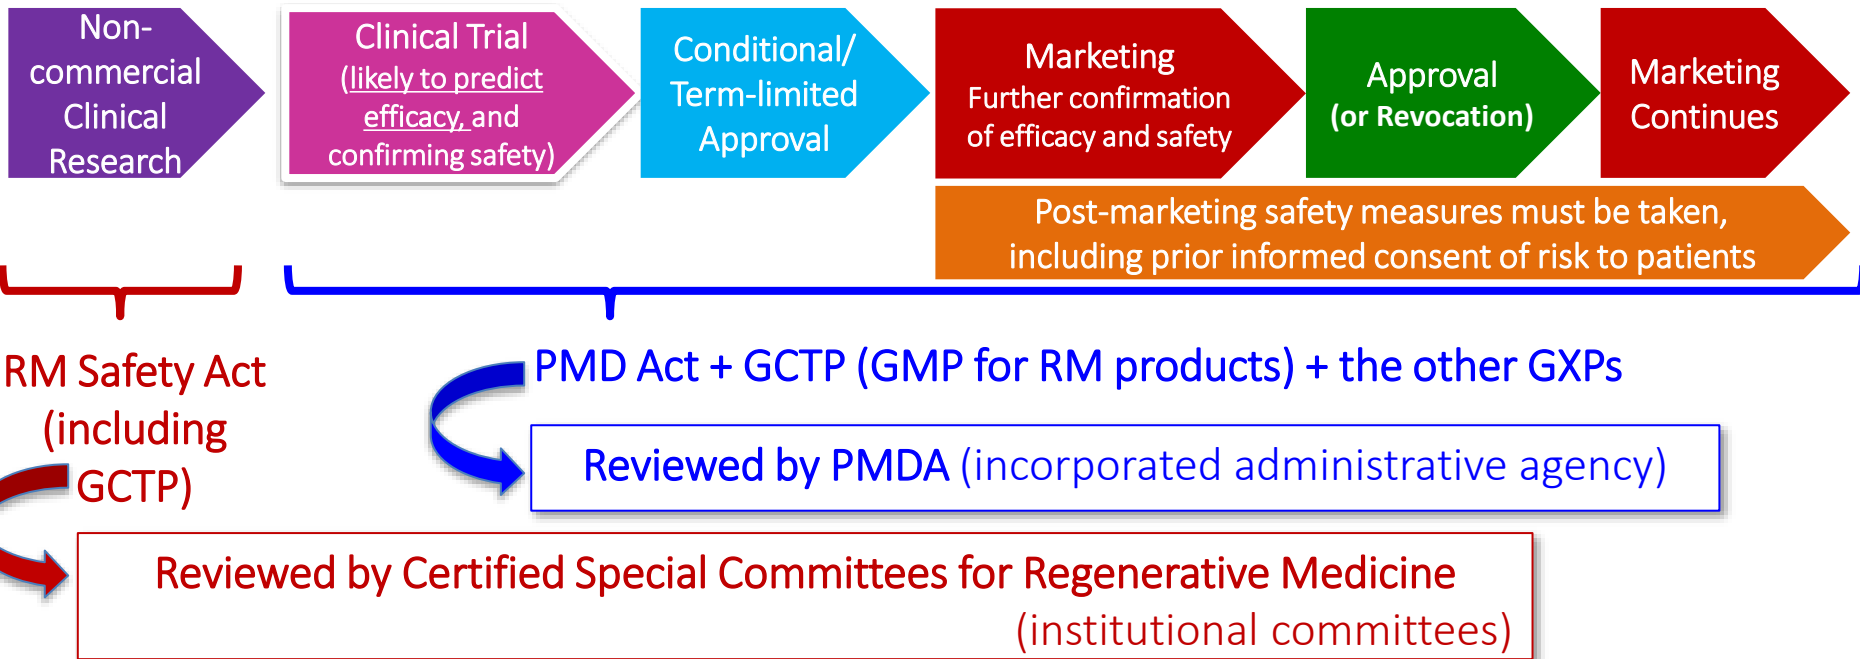 Non-
commercial
Clinical
Research
Clinical Trial
(likely to predict
efficacy, and
confirming safety)
Conditional/
Term-limited
Approval
Marketing
Further confirmation
of efficacy and safety
Approval
(or Revocation)
Marketing
Continues
Post-marketing safety measures must be taken,
including prior informed consent of risk to patients
RM Safety Act
(including
GCTP)
PMD Act + GCTP (GMP for RM products) + the other GXPs
Reviewed by PMDA (incorporated administrative agency)
Reviewed by Certified Special Committees for Regenerative Medicine
(institutional committees)